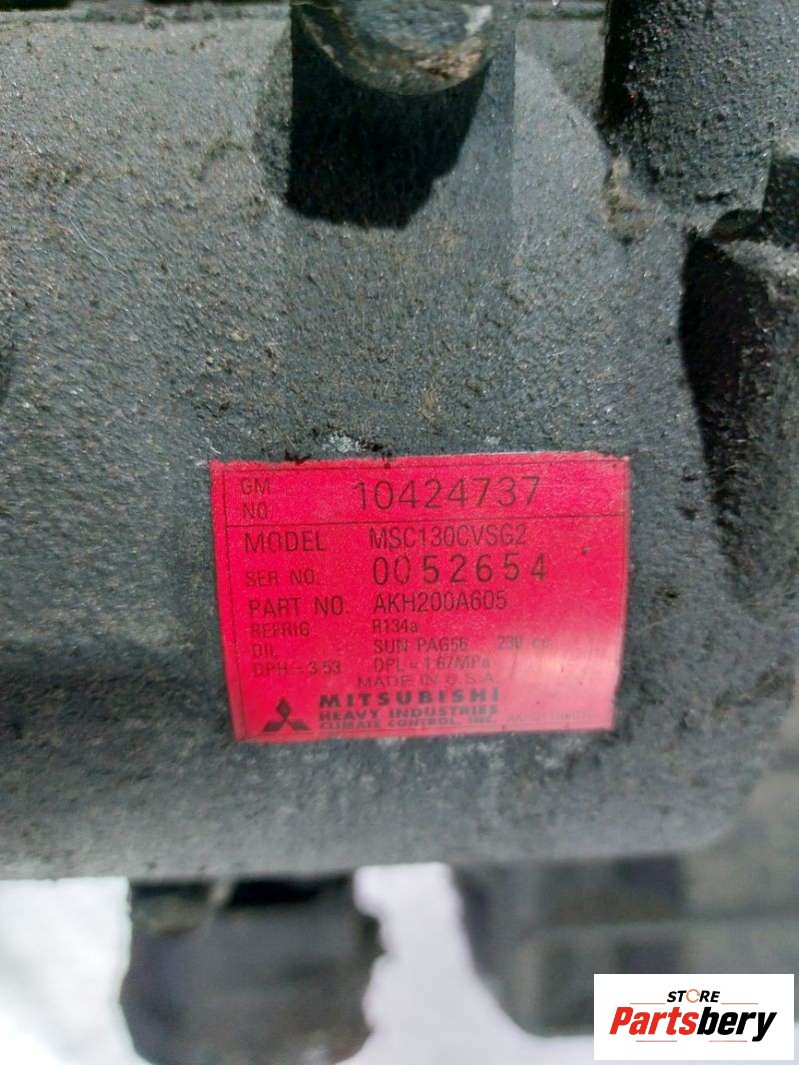 GM NO. 10424737
MODEL MSC130CVSG2
SER NO. 0052654
PART NO. AKH200A605
REFRIG R134a
OIL SUN PAG56 230 cc
DPH = 3.53 DPL = 1.67MPa
MADE IN U.S.A.
MITSUBISHI
HEAVY INDUSTRIES
CLIMATE CONTROL, INC.
STORE
Partsbery